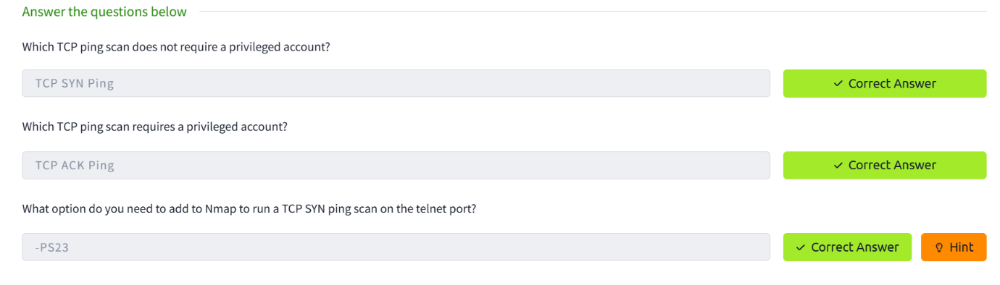 Answer the questions below
Which TCP ping scan does not require a privileged account?
TCP SYN Ping
Correct Answer
Which TCP ping scan requires a privileged account?
TCP ACK Ping
Correct Answer
What option do you need to add to Nmap to run a TCP SYN ping scan on the telnet port?
-PS23
Correct Answer
Hint